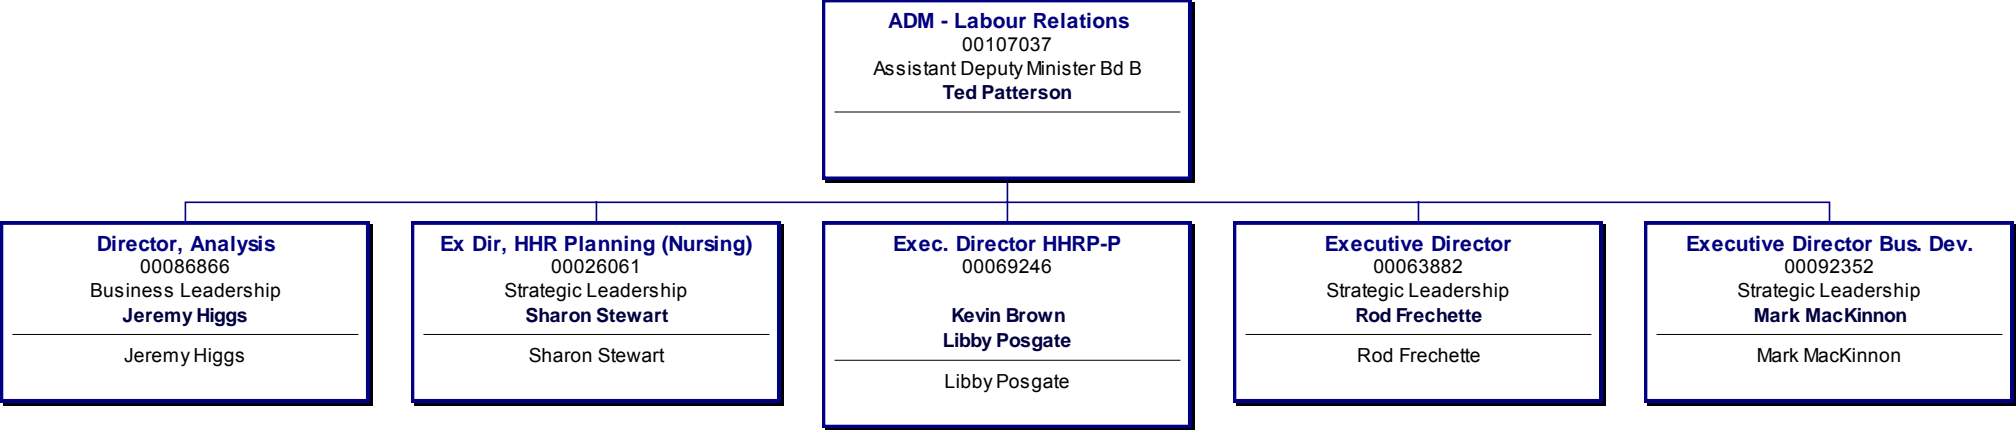 ADM - Labour Relations
00107037
Assistant Deputy Minister Bd B
Ted Patterson
Director, Analysis
00086866
Business Leadership
Jeremy Higgs
Jeremy Higgs
Ex Dir, HHR Planning (Nursing)
00026061
Strategic Leadership
Sharon Stewart
Sharon Stewart
Exec. Director HHRP-P
00069246
Kevin Brown
Libby Posgate
Libby Posgate
Executive Director
00063882
Strategic Leadership
Rod Frechette
Rod Frechette
Executive Director Bus. Dev.
00092352
Strategic Leadership
Mark MacKinnon
Mark MacKinnon